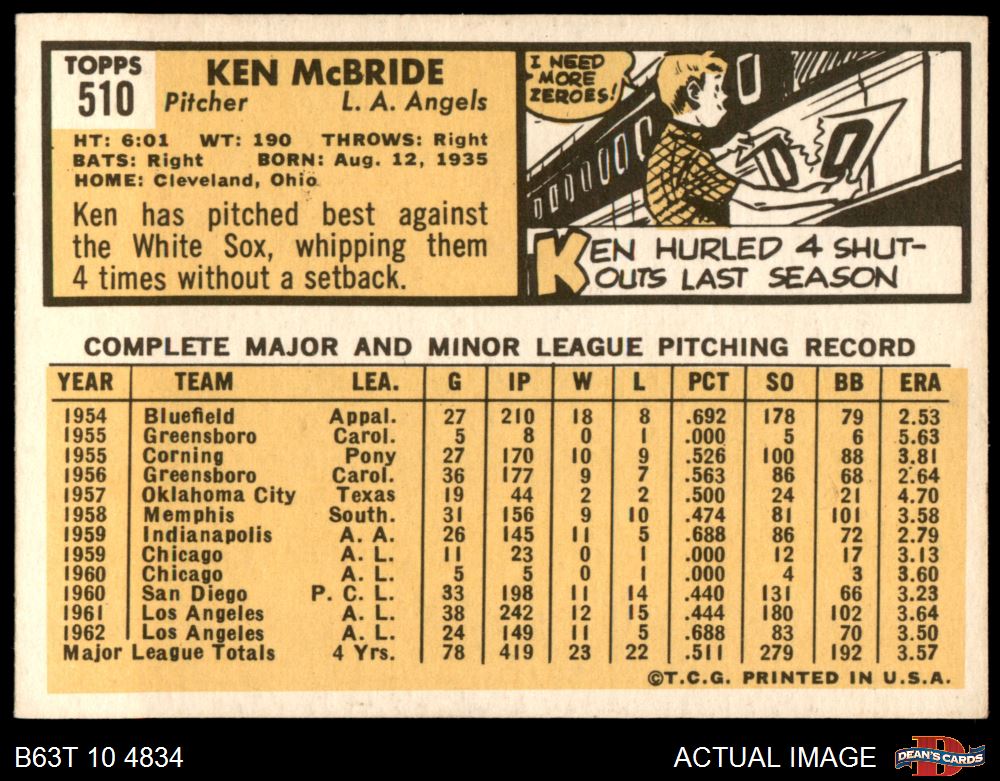 TOPPS
510
KEN McBRIDE
Pitcher L. A. Angels
HT: 6:01 WT: 190 THROWS: Right
BATS: Right BORN: Aug. 12, 1935
HOME: Cleveland, Ohio
Ken has pitched best against
the White Sox, whipping them
4 times without a setback.
I NEED
MORE
ZEROES!
0
0
KEN HURLED 4 SHUT-
OUTS LAST SEASON
COMPLETE MAJOR AND MINOR LEAGUE PITCHING RECORD
YEAR TEAM LEA. G IP W L PCT SO BB ERA
1954 Bluefield Appal. 27 210 18 8 .692 178 79 2.53
1955 Greensboro Carol. 5 8 0 1 .000 5 6 5.63
1955 Corning Pony 27 170 10 9 .526 100 88 3.81
1956 Greensboro Carol. 36 177 9 7 .563 86 68 2.64
1957 Oklahoma City Texas 19 44 2 2 .500 24 21 4.70
1958 Memphis South. 31 156 9 10 .474 81 101 3.58
1959 Indianapolis A. A. 26 145 11 5 .688 86 72 2.79
1959 Chicago A. L. 11 23 0 1 .000 12 17 3.13
1960 Chicago A. L. 5 5 0 1 .000 4 3 3.60
1960 San Diego P. C. L. 33 198 11 14 .440 131 66 3.23
1961 Los Angeles A. L. 38 242 12 15 .444 180 102 3.64
1962 Los Angeles A. L. 24 149 11 5 .688 83 70 3.50
Major League Totals 4 Yrs. 78 419 23 22 .511 279 192 3.57
©T.C.G. PRINTED IN U.S.A.
B63T 10 4834
ACTUAL IMAGE
D
DEAN'S CARDS